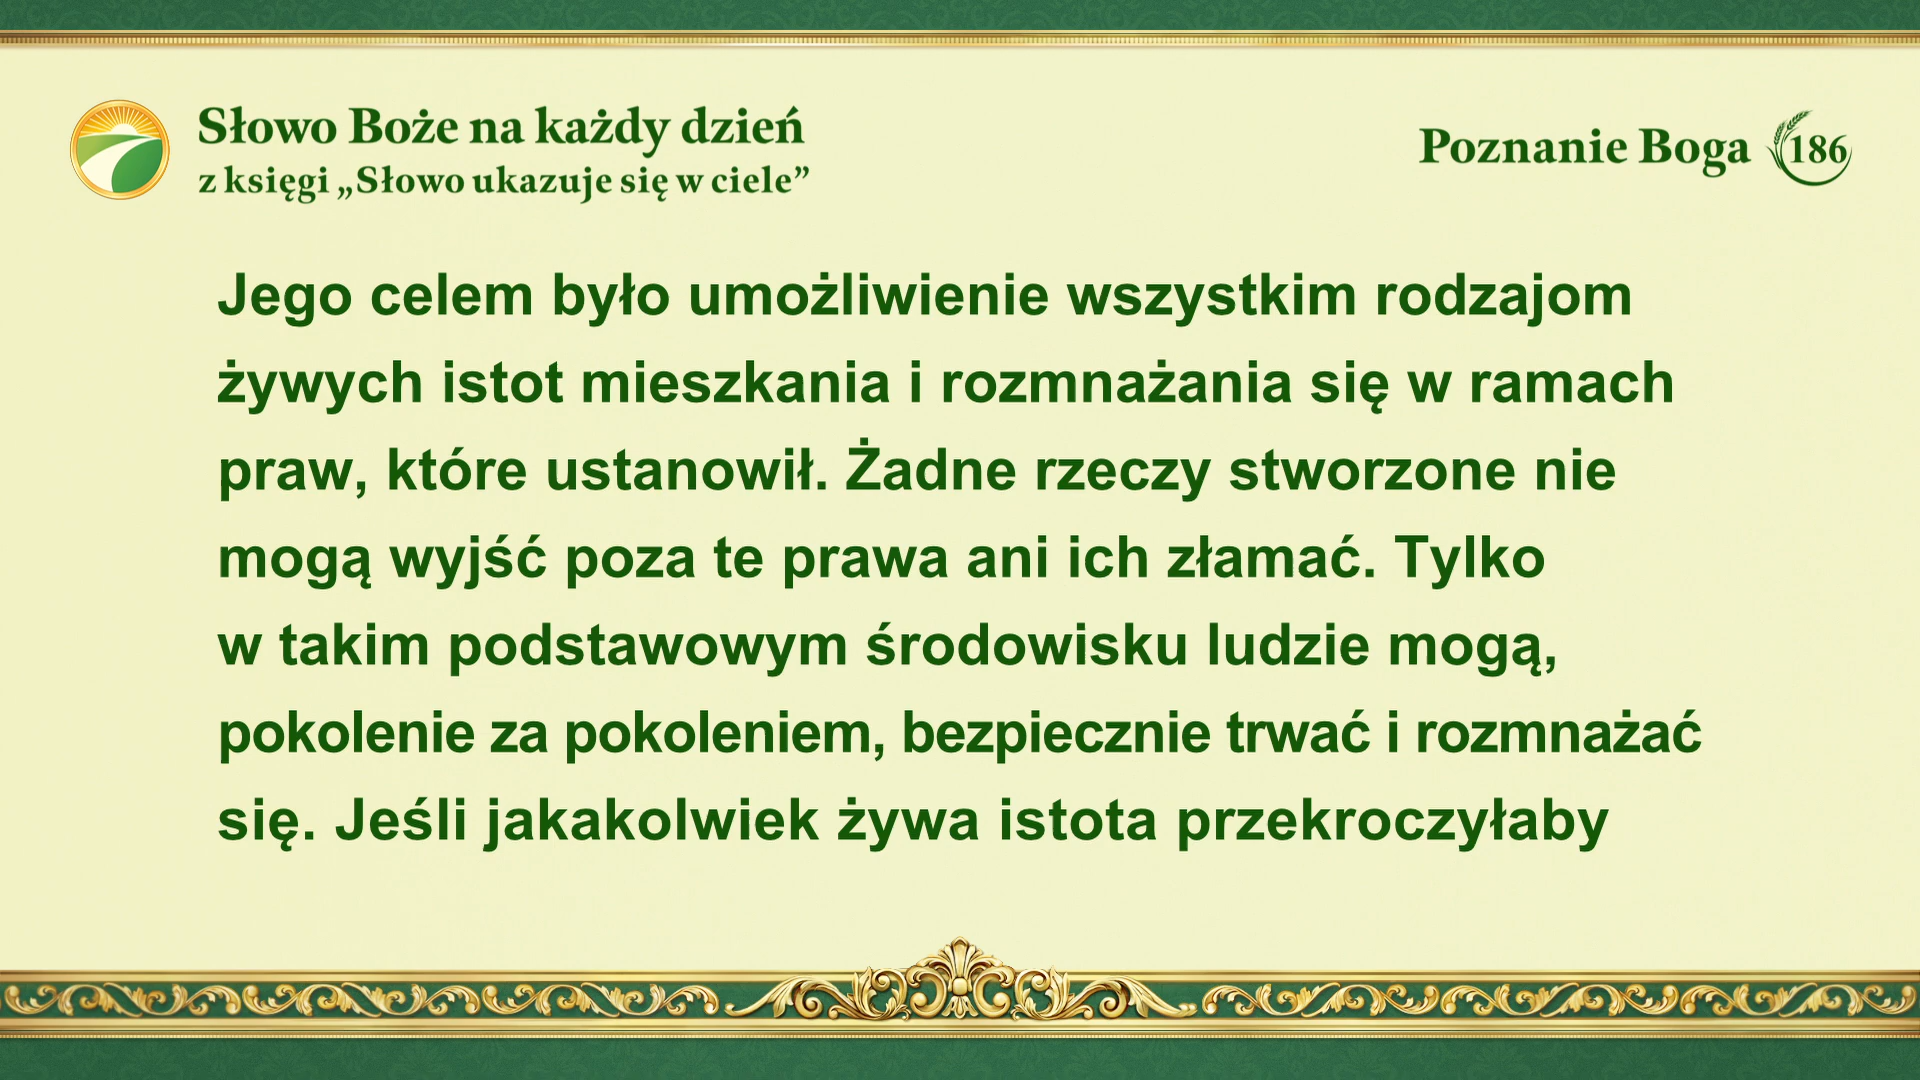 Słowo Boże na każdy dzień
z księgi „Słowo ukazuje się w ciele”
Poznanie Boga 186
Jego celem było umożliwienie wszystkim rodzajom
żywych istot mieszkania i rozmnażania się w ramach
praw, które ustanowił. Żadne rzeczy stworzone nie
mogą wyjść poza te prawa ani ich złamać. Tylko
w takim podstawowym środowisku ludzie mogą,
pokolenie za pokoleniem, bezpiecznie trwać i rozmnażać
się. Jeśli jakakolwiek żywa istota przekroczyłaby